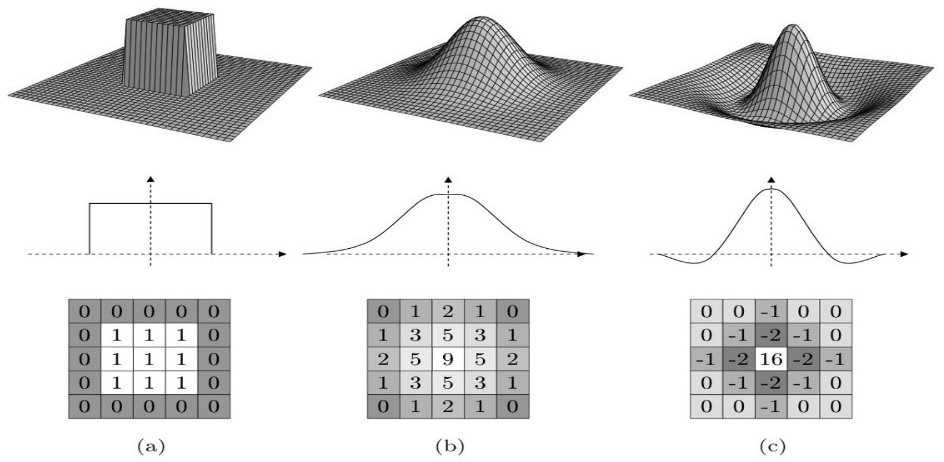 0 0 0 0 0
0 1 1 1 0
0 1 1 1 0
0 1 1 1 0
0 0 0 0 0
(a)
0 1 2 1 0
1 3 5 3 1
2 5 9 5 2
1 3 5 3 1
0 1 2 1 0
(b)
0 0 -1 0 0
0 -1 -2 -1 0
-1 -2 16 -2 -1
0 -1 -2 -1 0
0 0 -1 0 0
(c)